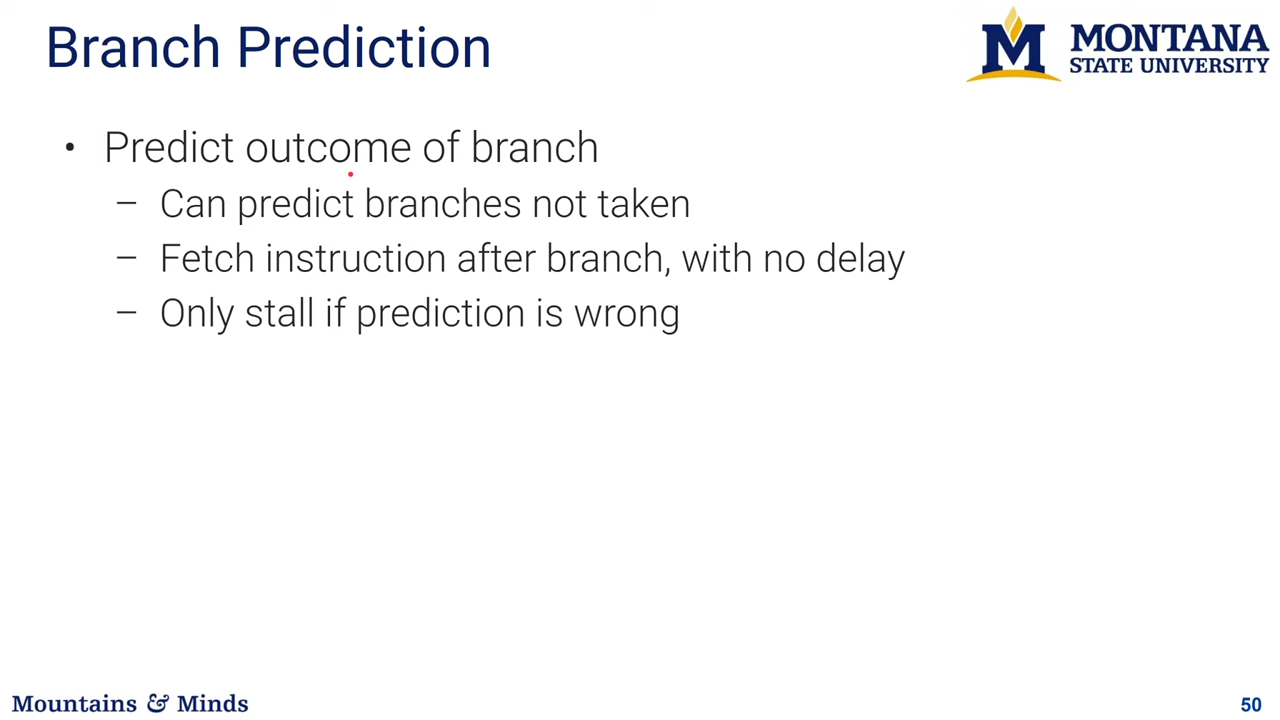 Branch Prediction
MONTANA
STATE UNIVERSITY
• Predict outcome of branch
– Can predict branches not taken
– Fetch instruction after branch, with no delay
– Only stall if prediction is wrong
Mountains & Minds
50